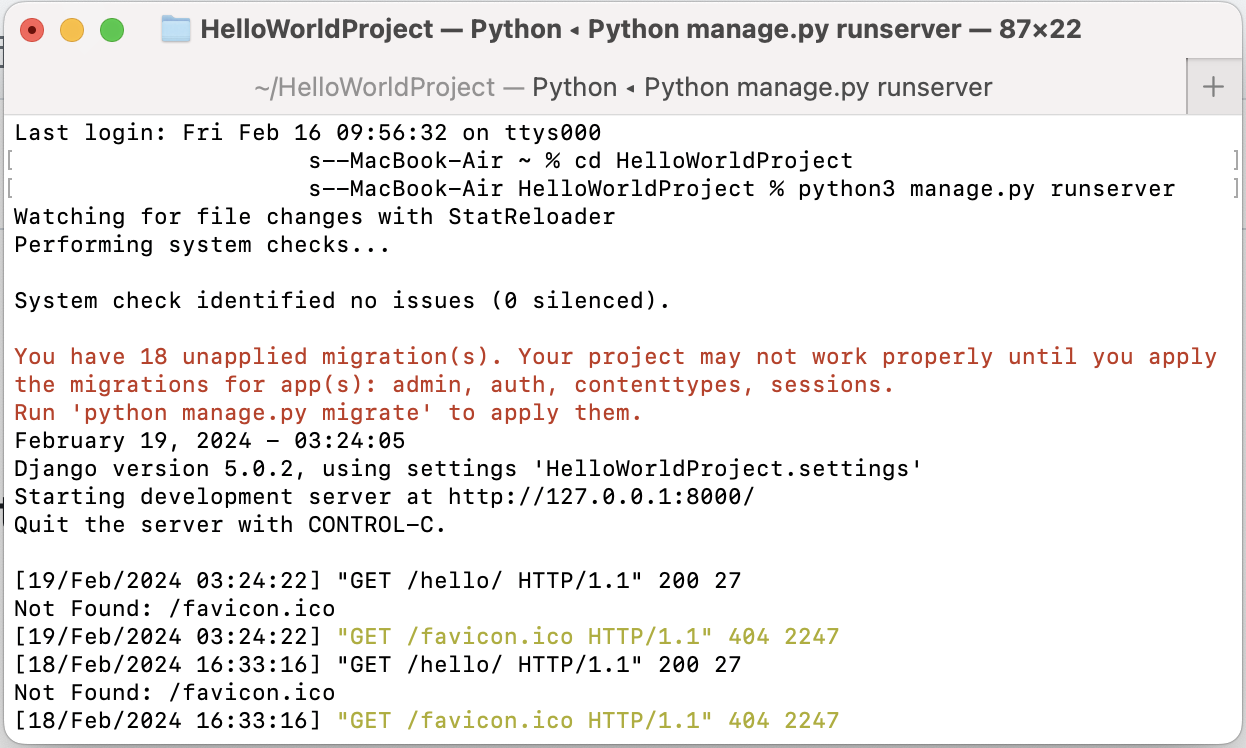 HelloWorldProject — Python ◂ Python manage.py runserver — 87×22
~/HelloWorldProject — Python ◂ Python manage.py runserver
Last login: Fri Feb 16 09:56:32 on ttys000
s--MacBook-Air ~ % cd HelloWorldProject
s--MacBook-Air HelloWorldProject % python3 manage.py runserver
Watching for file changes with StatReloader
Performing system checks...
System check identified no issues (0 silenced).
You have 18 unapplied migration(s). Your project may not work properly until you apply
the migrations for app(s): admin, auth, contenttypes, sessions.
Run 'python manage.py migrate' to apply them.
February 19, 2024 - 03:24:05
Django version 5.0.2, using settings 'HelloWorldProject.settings'
Starting development server at http://127.0.0.1:8000/
Quit the server with CONTROL-C.
[19/Feb/2024 03:24:22] "GET /hello/ HTTP/1.1" 200 27
Not Found: /favicon.ico
[19/Feb/2024 03:24:22] "GET /favicon.ico HTTP/1.1" 404 2247
[18/Feb/2024 16:33:16] "GET /hello/ HTTP/1.1" 200 27
Not Found: /favicon.ico
[18/Feb/2024 16:33:16] "GET /favicon.ico HTTP/1.1" 404 2247